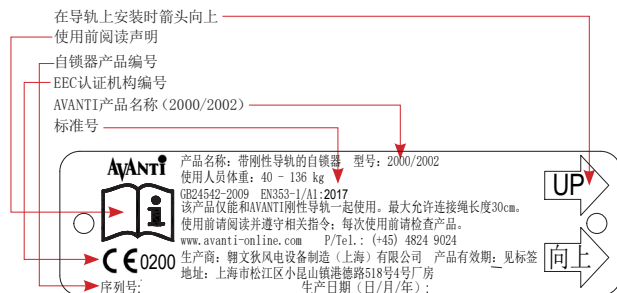 在导轨上安装时箭头向上
使用前阅读声明
自锁器产品编号
EEC认证机构编号
AVANTI产品名称（2000/2002）
标准号
AVANTI
产品名称：带刚性导轨的自锁器 型号：2000/2002
使用人员体重：40 - 136 kg
GB24542-2009 EN353-1/A1:2017
该产品仅能和AVANTI刚性导轨一起使用。最大允许连接绳长度30cm。
使用前请阅读并遵守相关指令；每次使用前请检查产品。
www.avanti-online.com P/Tel.: (+45) 4824 9024
CE0200
生产商：翱文狄风电设备制造（上海）有限公司 产品有效期：见标签
地址：上海市松江区小昆山镇港德路518号4号厂房
序列号：
生产日期（日/月/年）：
UP
向上